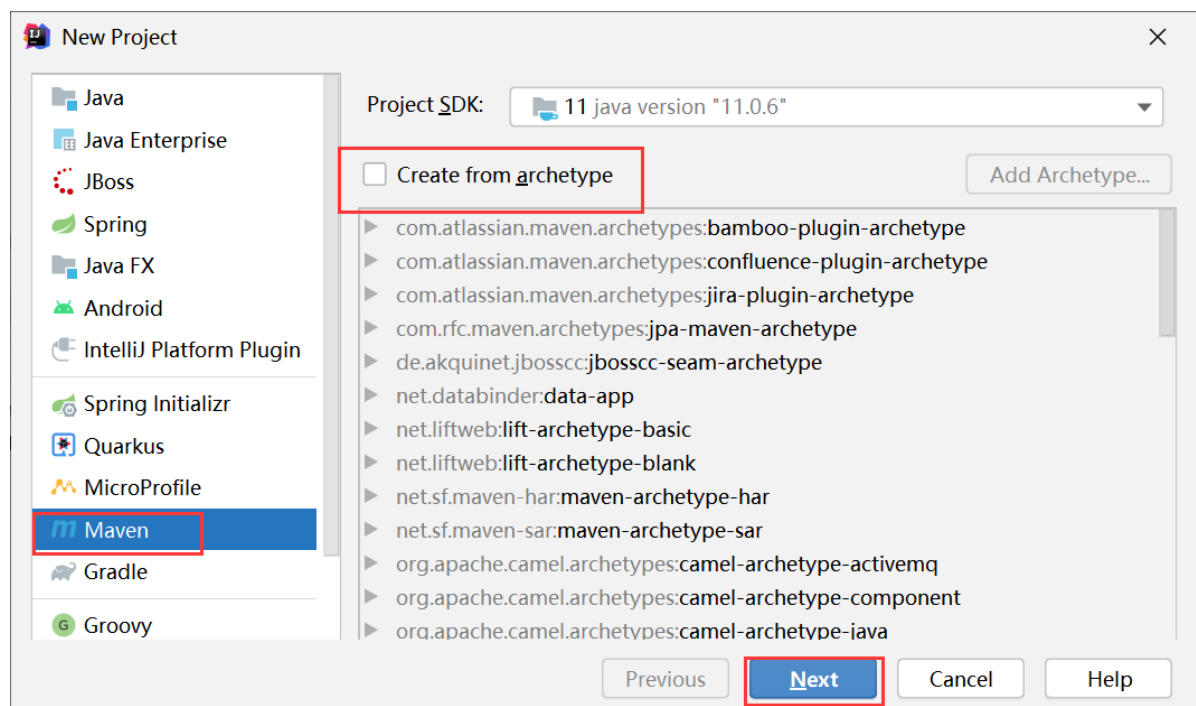 New Project
Java
Java Enterprise
JBoss
Spring
Java FX
Android
IntelliJ Platform Plugin
Spring Initializr
Quarkus
MicroProfile
Maven
Gradle
Groovy
Project SDK: 11 java version "11.0.6"
Create from archetype
Add Archetype...
com.atlassian.maven.archetypes:bamboo-plugin-archetype
com.atlassian.maven.archetypes:confluence-plugin-archetype
com.atlassian.maven.archetypes:jira-plugin-archetype
com.rfc.maven.archetypes:jpa-maven-archetype
de.akquinet.jbosscc:jbosscc-seam-archetype
net.databinder:data-app
net.liftweb:lift-archetype-basic
net.liftweb:lift-archetype-blank
net.sf.maven-har:maven-archetype-har
net.sf.maven-sar:maven-archetype-sar
org.apache.camel.archetypes:camel-archetype-activemq
org.apache.camel.archetypes:camel-archetype-component
org.apache.camel.archetypes:camel-archetype-java
Previous
Next
Cancel
Help